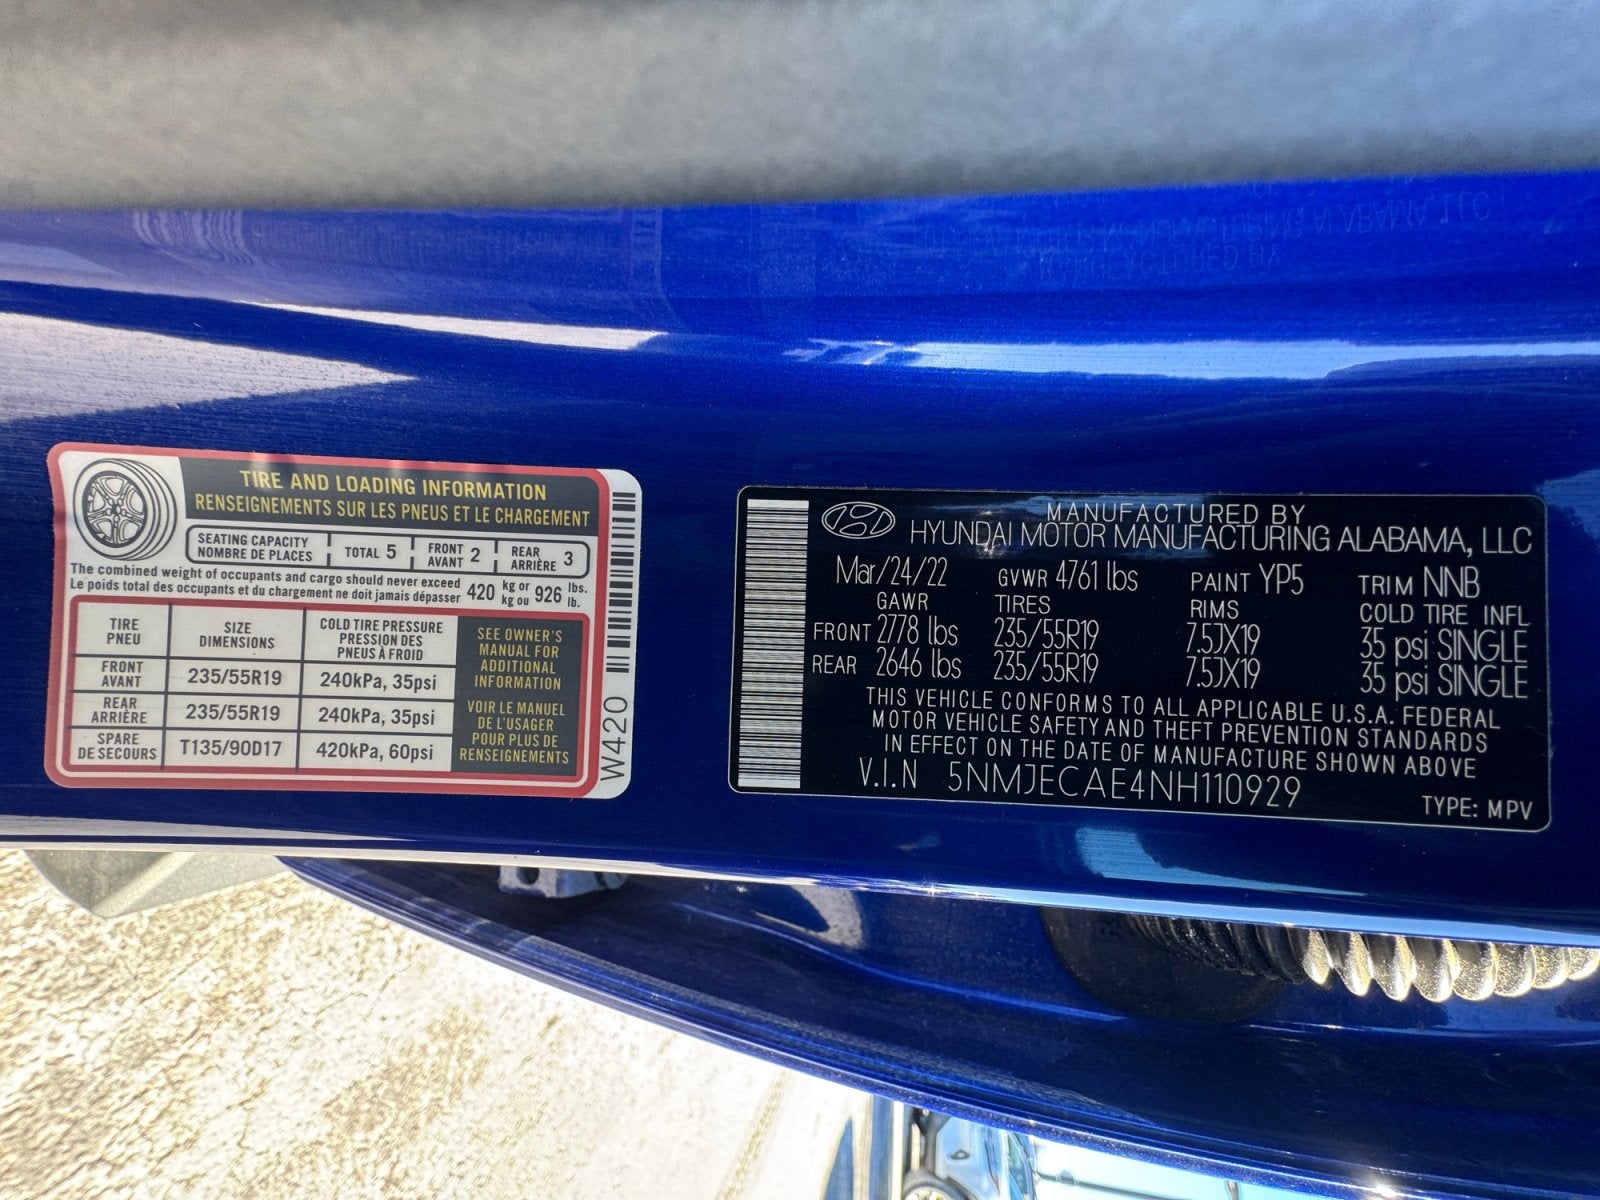 TIRE AND LOADING INFORMATION
RENSEIGNEMENTS SUR LES PNEUS ET LE CHARGEMENT
SEATING CAPACITY
NOMBRE DE PLACES
TOTAL 5
FRONT
AVANT 2
REAR
ARRIÈRE 3
The combined weight of occupants and cargo should never exceed
Le poids total des occupants et du chargement ne doit jamais dépasser
420 kg or 926 lbs.
kg ou lb.
TIRE
PNEU
SIZE
DIMENSIONS
COLD TIRE PRESSURE
PRESSION DES
PNEUS À FROID
FRONT
AVANT
235/55R19
240kPa, 35psi
REAR
ARRIÈRE
235/55R19
240kPa, 35psi
SPARE
DE SECOURS
T135/90D17
420kPa, 60psi
SEE OWNER'S
MANUAL FOR
ADDITIONAL
INFORMATION
VOIR LE MANUEL
DE L'USAGER
POUR PLUS DE
RENSEIGNEMENTS
W420
MANUFACTURED BY
HYUNDAI MOTOR MANUFACTURING ALABAMA, LLC
Mar/24/22 GVWR 4761 lbs PAINT YP5 TRIM NNB
GAWR TIRES RIMS COLD TIRE INFL
FRONT 2778 lbs 235/55R19 7.5JX19 35 psi SINGLE
REAR 2646 lbs 235/55R19 7.5JX19 35 psi SINGLE
THIS VEHICLE CONFORMS TO ALL APPLICABLE U.S.A. FEDERAL
MOTOR VEHICLE SAFETY AND THEFT PREVENTION STANDARDS
IN EFFECT ON THE DATE OF MANUFACTURE SHOWN ABOVE
V.I.N 5NMJECAE4NH110929
TYPE: MPV